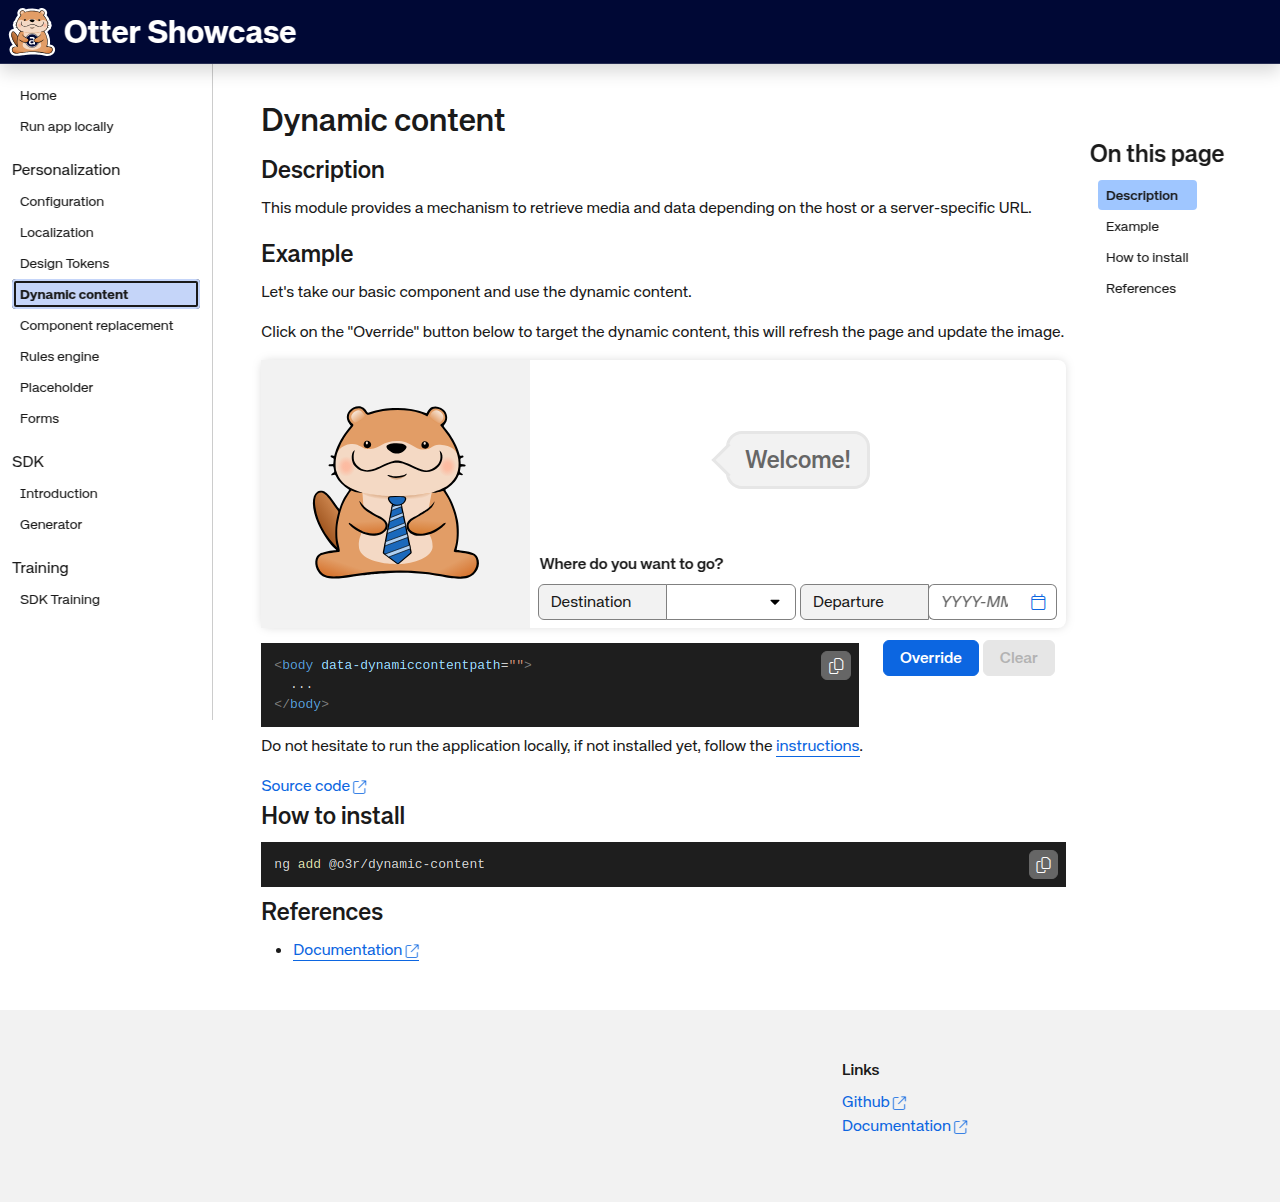 Otter Showcase
Home
Run app locally
Personalization
Configuration
Localization
Design Tokens
Dynamic content
Component replacement
Rules engine
Placeholder
Forms
SDK
Introduction
Generator
Training
SDK Training
Dynamic content
Description
This module provides a mechanism to retrieve media and data depending on the host or a server-specific URL.
Example
Let's take our basic component and use the dynamic content.
Click on the "Override" button below to target the dynamic content, this will refresh the page and update the image.
Welcome!
Where do you want to go?
Destination
Departure
YYYY-MM
<body data-dynamiccontentpath="">
...
</body>
Override
Clear
Do not hesitate to run the application locally, if not installed yet, follow the instructions.
Source code
How to install
ng add @o3r/dynamic-content
References
Documentation
On this page
Description
Example
How to install
References
Links
Github
Documentation